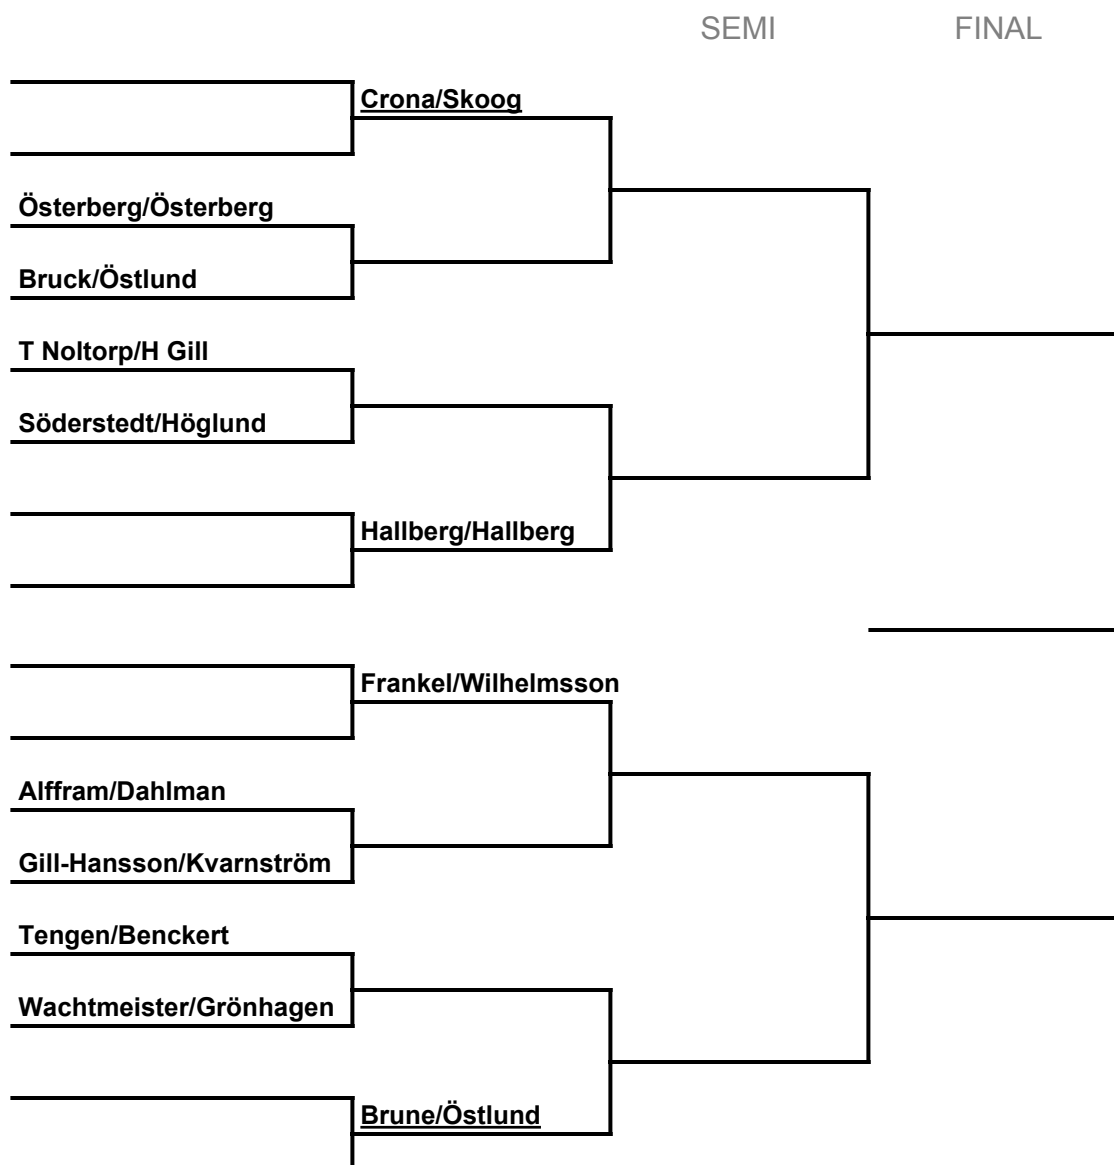 SEMI FINAL
Crona/Skoog
Österberg/Österberg
Bruck/Östlund
T Noltorp/H Gill
Söderstedt/Höglund
Hallberg/Hallberg
Frankel/Wilhelmsson
Alffram/Dahlman
Gill-Hansson/Kvarnström
Tengen/Benckert
Wachtmeister/Grönhagen
Brune/Östlund